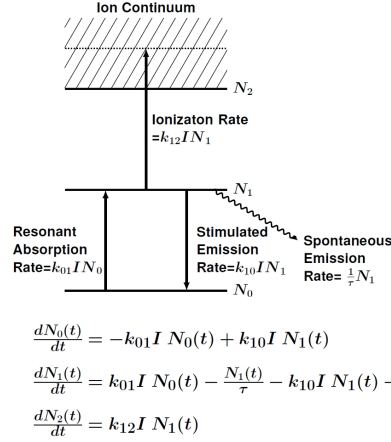 Ion Continuum
N₂
Ionizaton Rate
=k₁₂IN₁
N₁
Resonant
Absorption
Rate=k₀₁IN₀
Stimulated
Emission
Rate=k₁₀IN₁
Spontaneous
Emission
Rate= 1/τ N₁
N₀
dN₀(t)/dt = −k₀₁I N₀(t) + k₁₀I N₁(t)
dN₁(t)/dt = k₀₁I N₀(t) − N₁(t)/τ − k₁₀I N₁(t) −
dN₂(t)/dt = k₁₂I N₁(t)